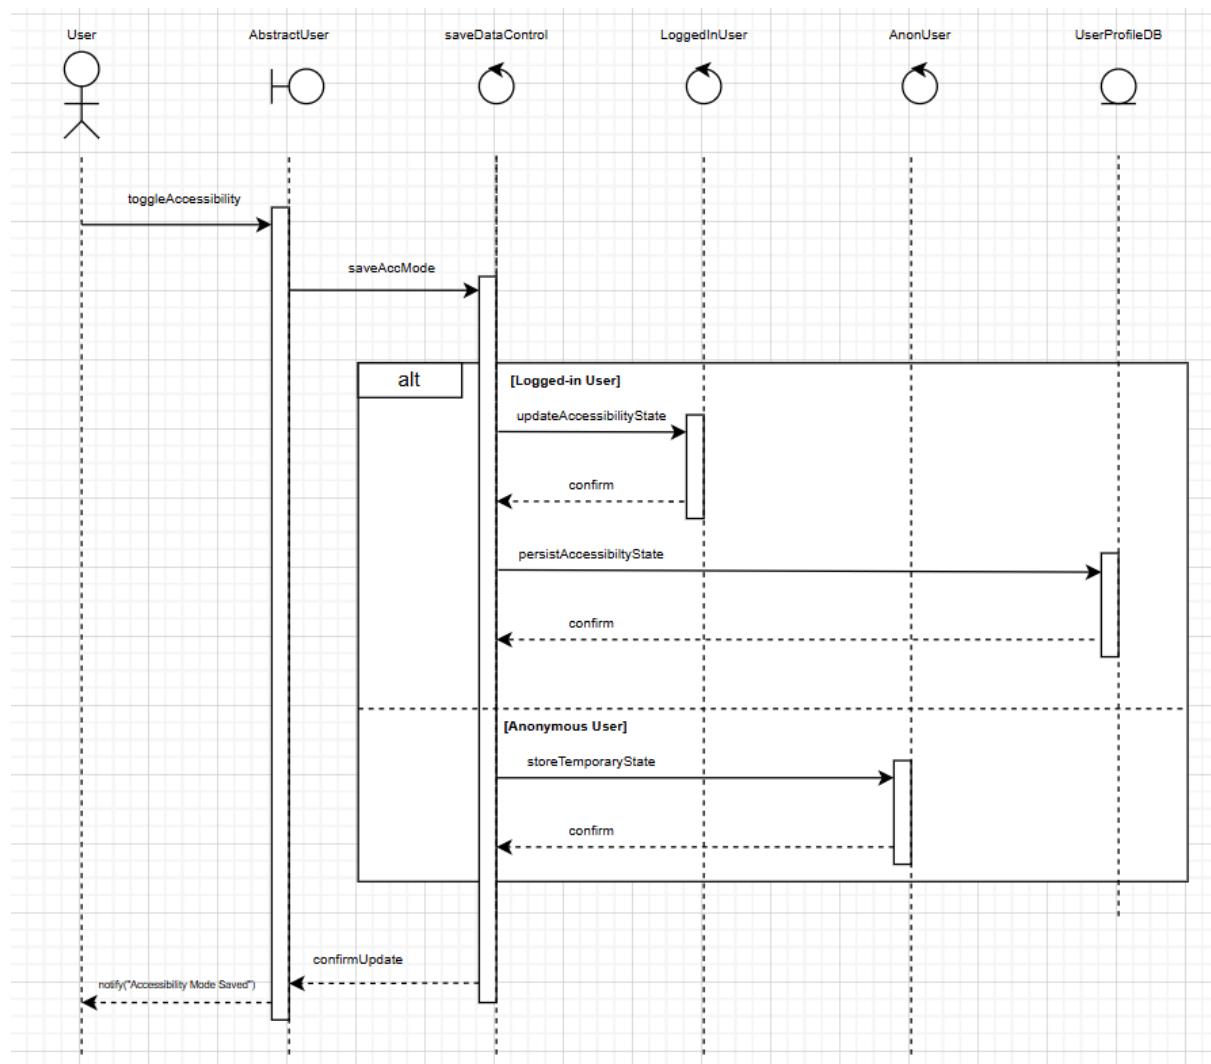 User
AbstractUser
saveDataControl
LoggedInUser
AnonUser
UserProfileDB
toggleAccessibility
saveAccMode
alt
[Logged-in User]
updateAccessibilityState
confirm
persistAccessibiltyState
confirm
[Anonymous User]
storeTemporaryState
confirm
confirmUpdate
notify("Accessibility Mode Saved")